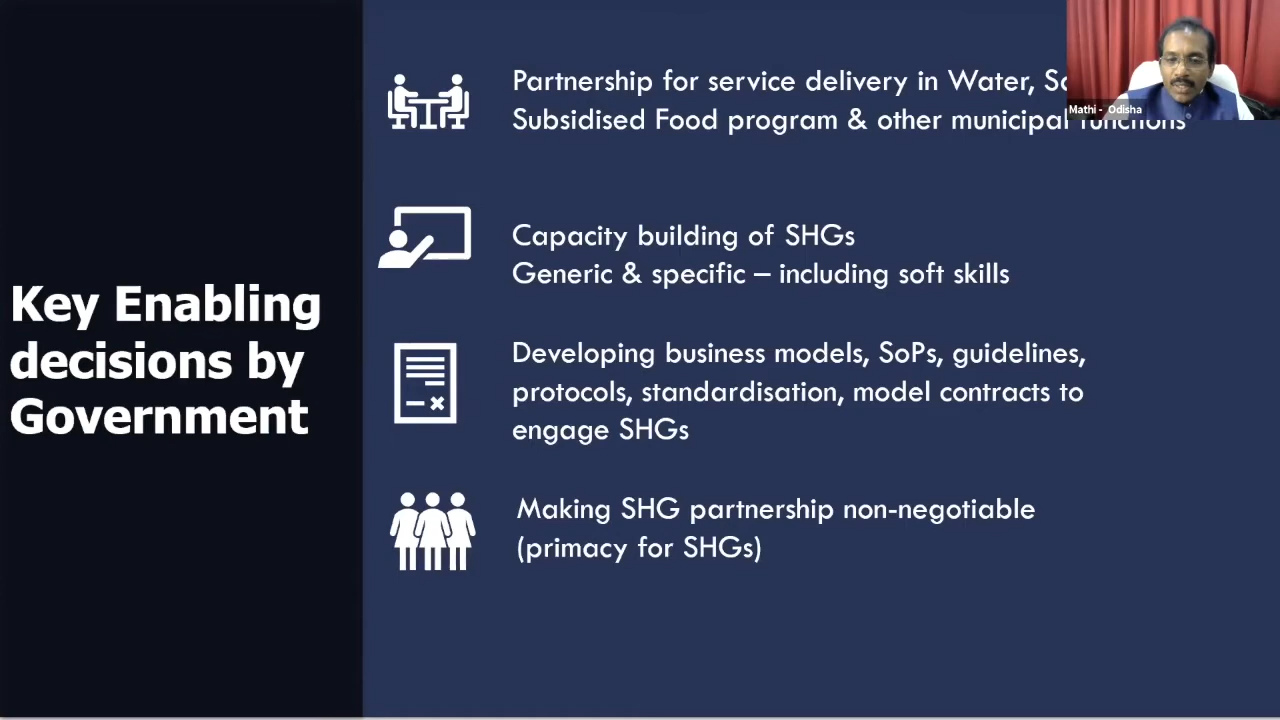 Partnership for service delivery in Water,
Subsidised Food program & other municipal functions
Mathi - Odisha
Capacity building of SHGs
Generic & specific – including soft skills
Key Enabling
decisions by
Government
Developing business models, SoPs, guidelines,
protocols, standardisation, model contracts to
engage SHGs
Making SHG partnership non-negotiable
(primacy for SHGs)